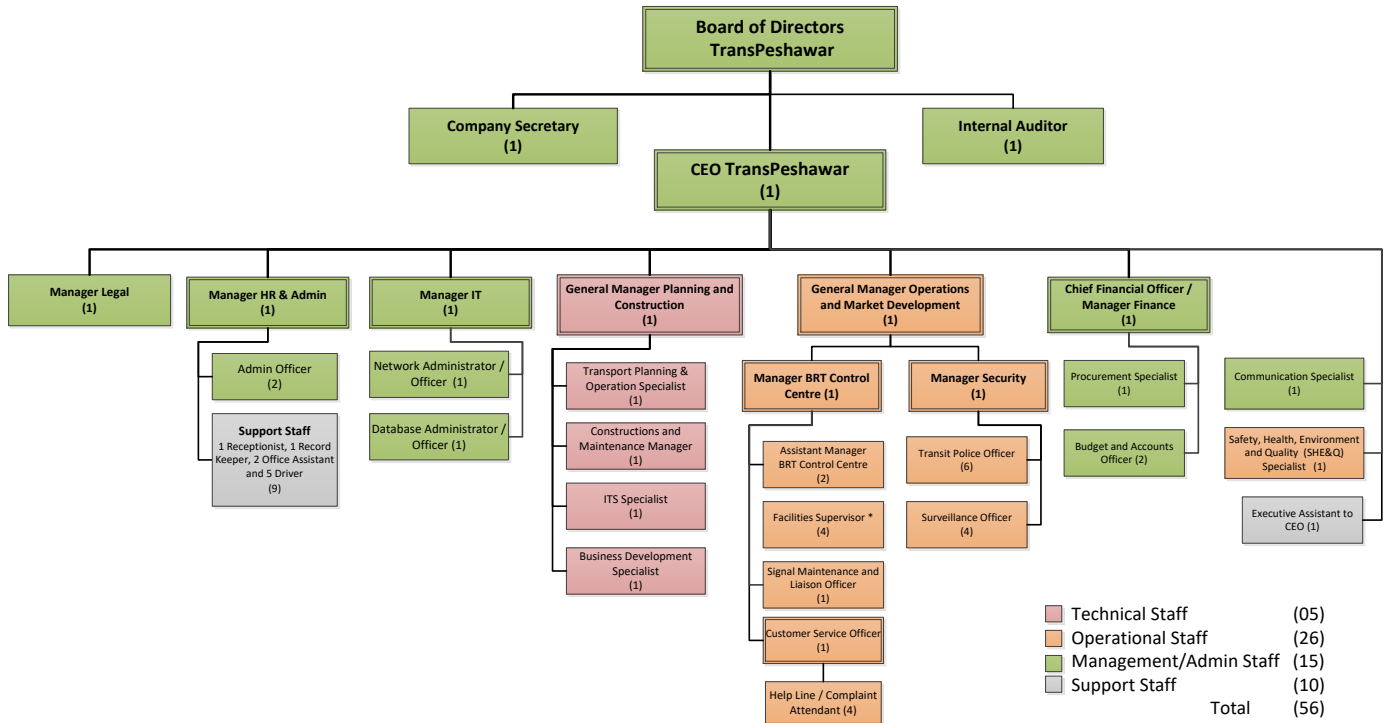 Board of Directors
TransPeshawar
Company Secretary
(1)
Internal Auditor
(1)
CEO TransPeshawar
(1)
Manager Legal
(1)
Manager HR & Admin
(1)
Manager IT
(1)
General Manager Planning and
Construction
(1)
General Manager Operations
and Market Development
(1)
Chief Financial Officer /
Manager Finance
(1)
Admin Officer
(2)
Support Staff
1 Receptionist, 1 Record
Keeper, 2 Office Assistant
and 5 Driver
(9)
Network Administrator /
Officer (1)
Database Administrator /
Officer (1)
Transport Planning &
Operation Specialist
(1)
Constructions and
Maintenance Manager
(1)
ITS Specialist
(1)
Business Development
Specialist
(1)
Manager BRT Control
Centre (1)
Assistant Manager
BRT Control Centre
(2)
Facilities Supervisor *
(4)
Signal Maintenance and
Liaison Officer
(1)
Customer Service Officer
(1)
Help Line / Complaint
Attendant (4)
Manager Security
(1)
Transit Police Officer
(6)
Surveillance Officer
(4)
Procurement Specialist
(1)
Budget and Accounts
Officer (2)
Communication Specialist
(1)
Safety, Health, Environment
and Quality (SHE&Q)
Specialist (1)
Executive Assistant to
CEO (1)
Technical Staff (05)
Operational Staff (26)
Management/Admin Staff (15)
Support Staff (10)
Total (56)